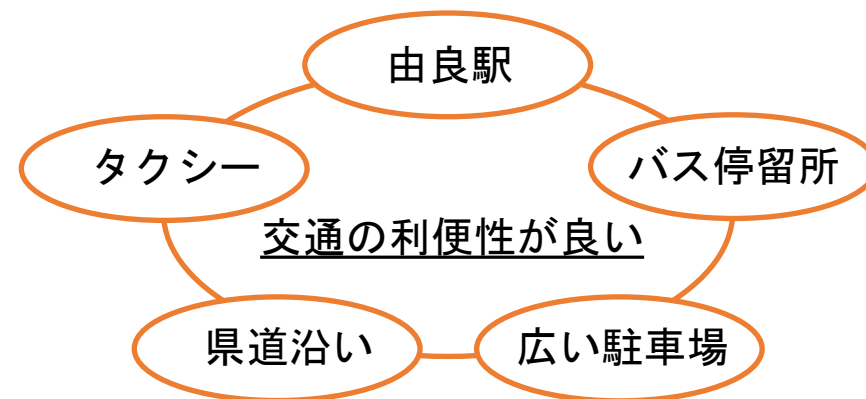 由良駅
タクシー
バス停留所
交通の利便性が良い
県道沿い
広い駐車場